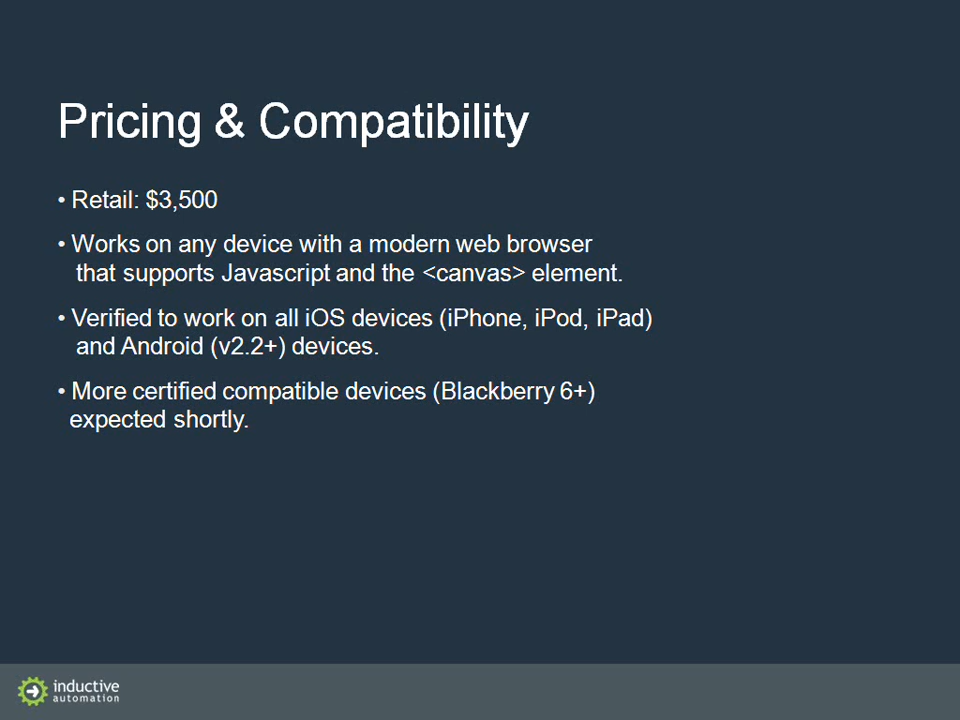 Pricing & Compatibility
• Retail: $3,500
• Works on any device with a modern web browser
that supports Javascript and the <canvas> element.
• Verified to work on all iOS devices (iPhone, iPod, iPad)
and Android (v2.2+) devices.
• More certified compatible devices (Blackberry 6+)
expected shortly.
inductive
automation